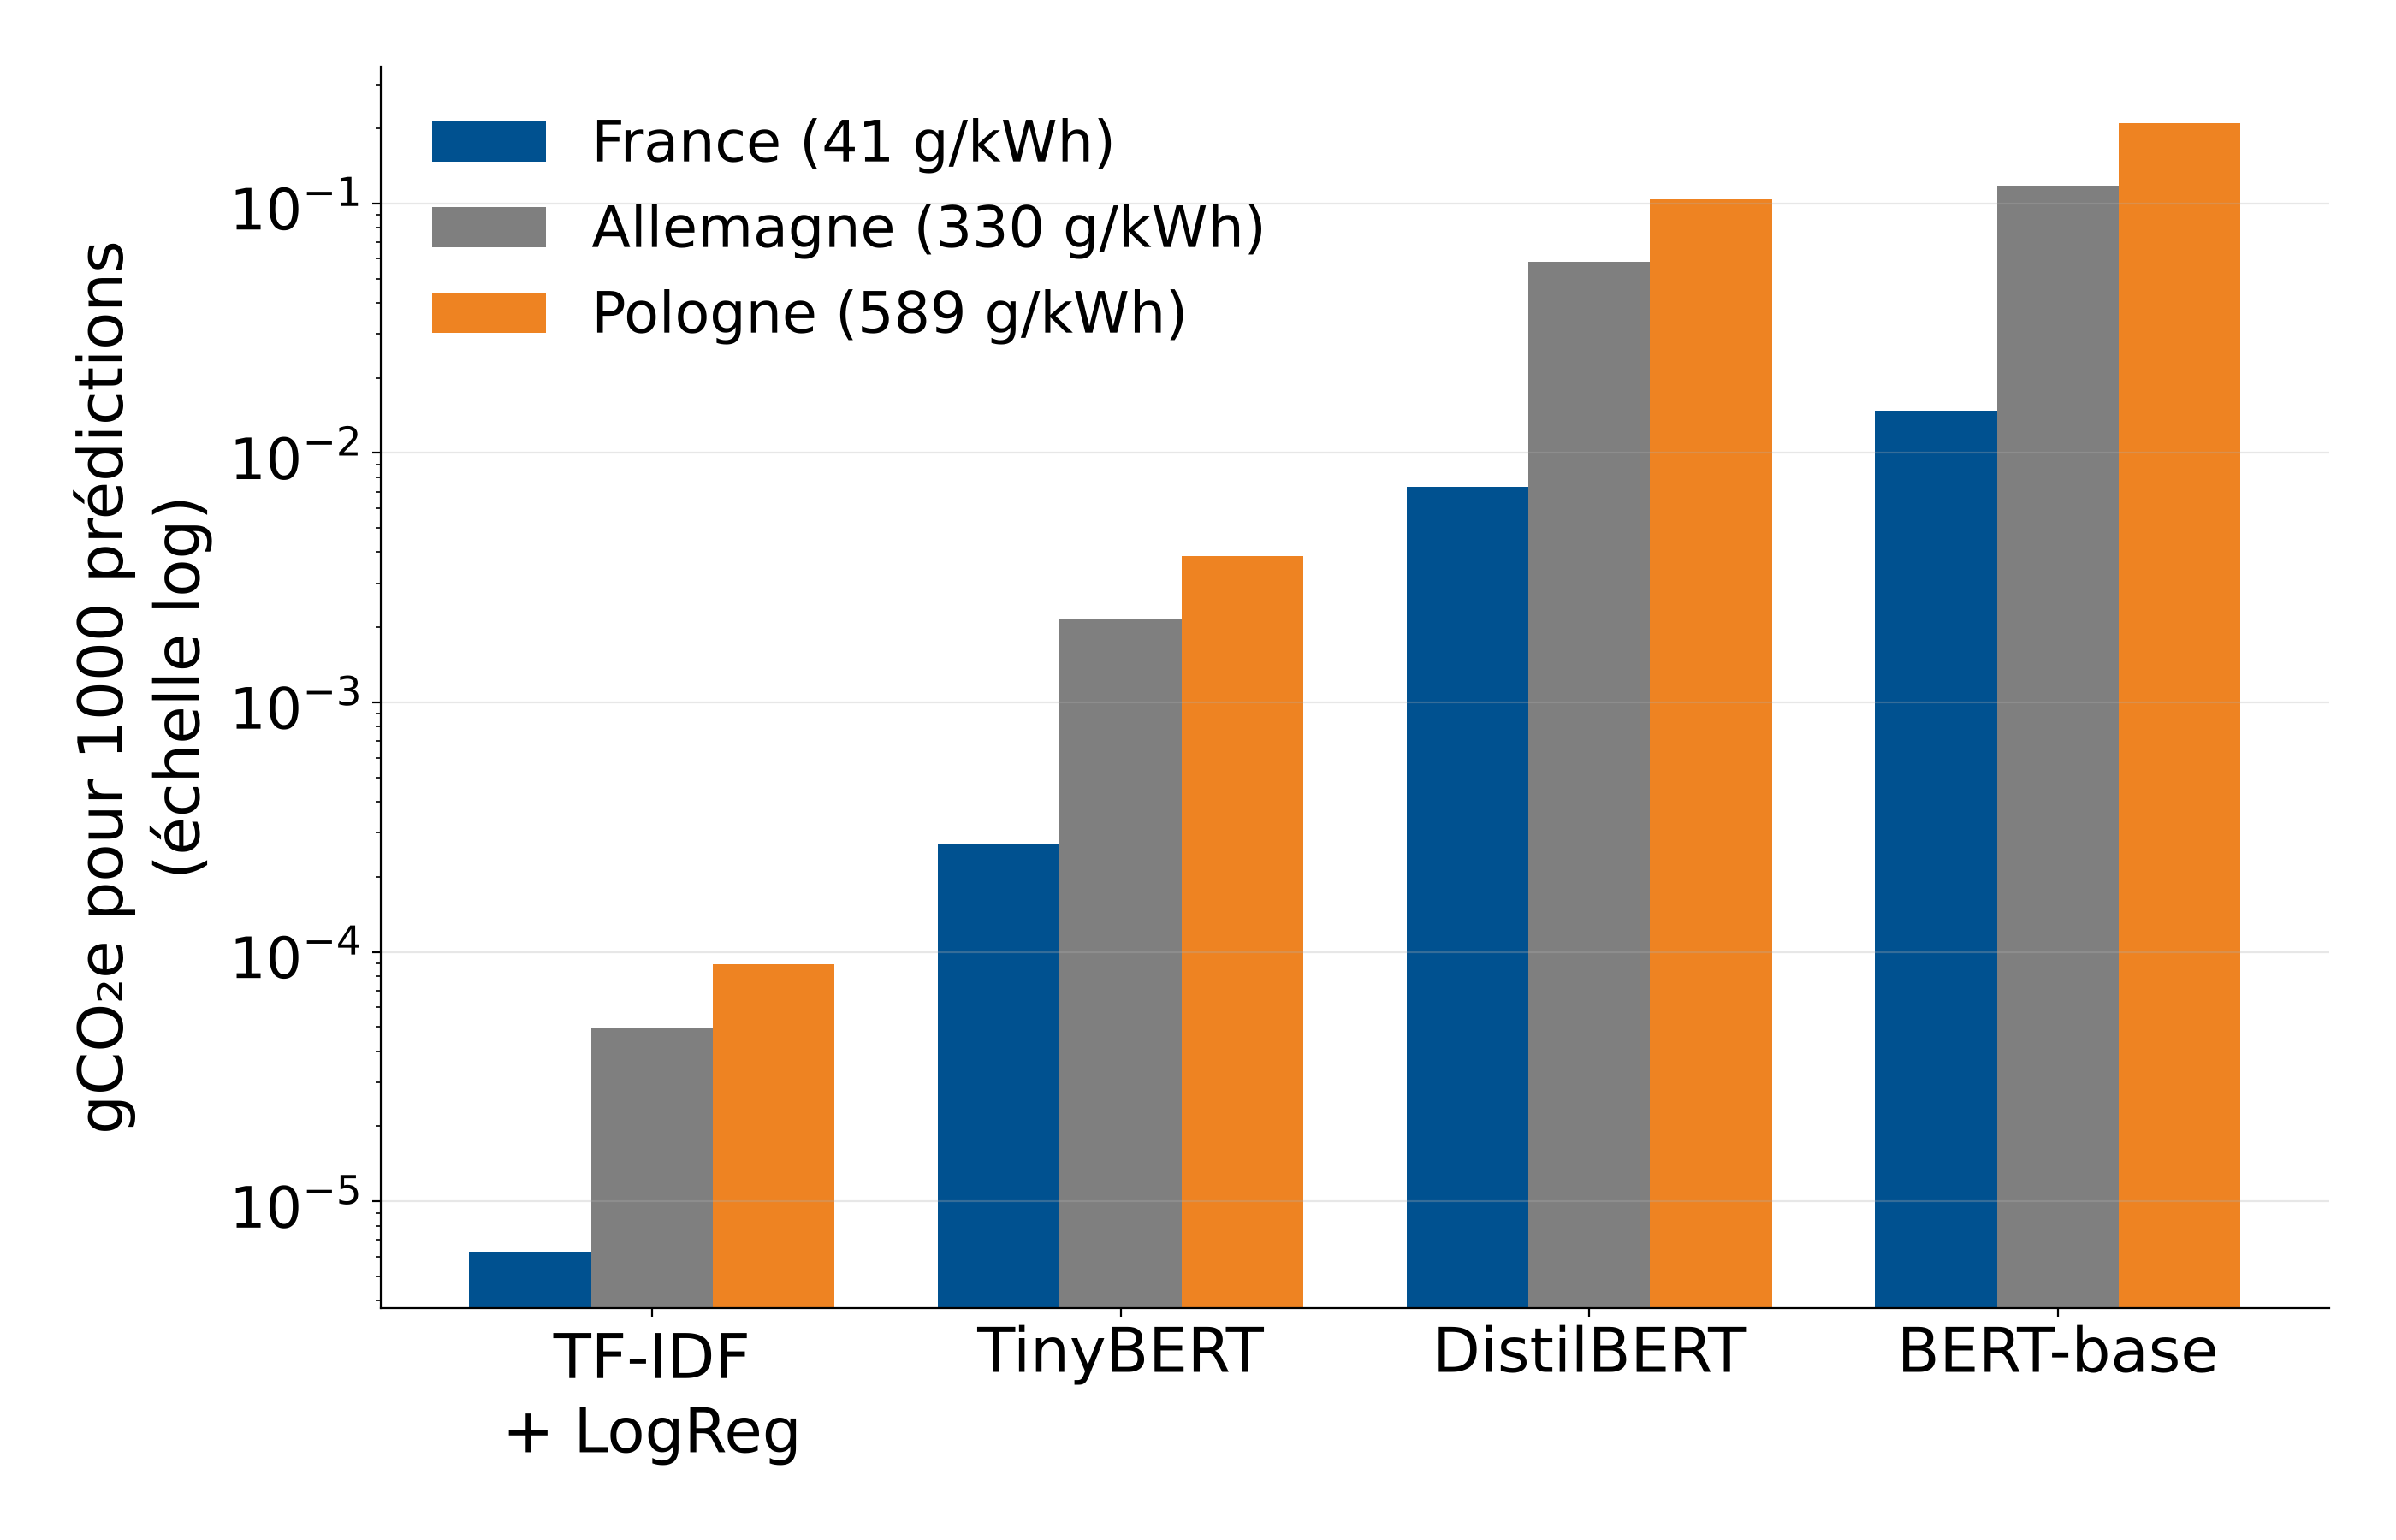 gCO₂e pour 1000 prédictions
(échelle log)
10⁻¹
10⁻²
10⁻³
10⁻⁴
10⁻⁵
France (41 g/kWh)
Allemagne (330 g/kWh)
Pologne (589 g/kWh)
TF-IDF
+ LogReg
TinyBERT
DistilBERT
BERT-base